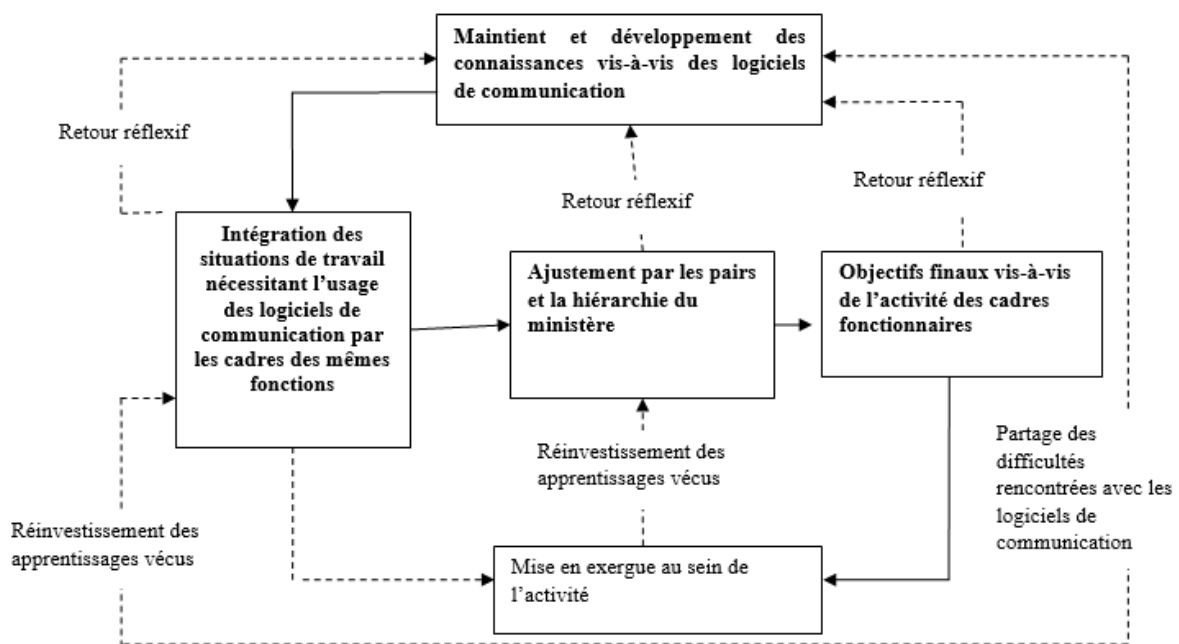 Maintient et développement des
connaissances vis-à-vis des logiciels
de communication
Retour réflexif
Retour réflexif
Retour réflexif
Intégration des
situations de travail
nécessitant l’usage
des logiciels de
communication par
les cadres des mêmes
fonctions
Ajustement par les pairs
et la hiérarchie du
ministère
Objectifs finaux vis-à-vis
de l’activité des cadres
fonctionnaires
Réinvestissement des
apprentissages vécus
Partage des
difficultés
rencontrées avec les
logiciels de
communication
Réinvestissement des
apprentissages vécus
Mise en exergue au sein de
l’activité